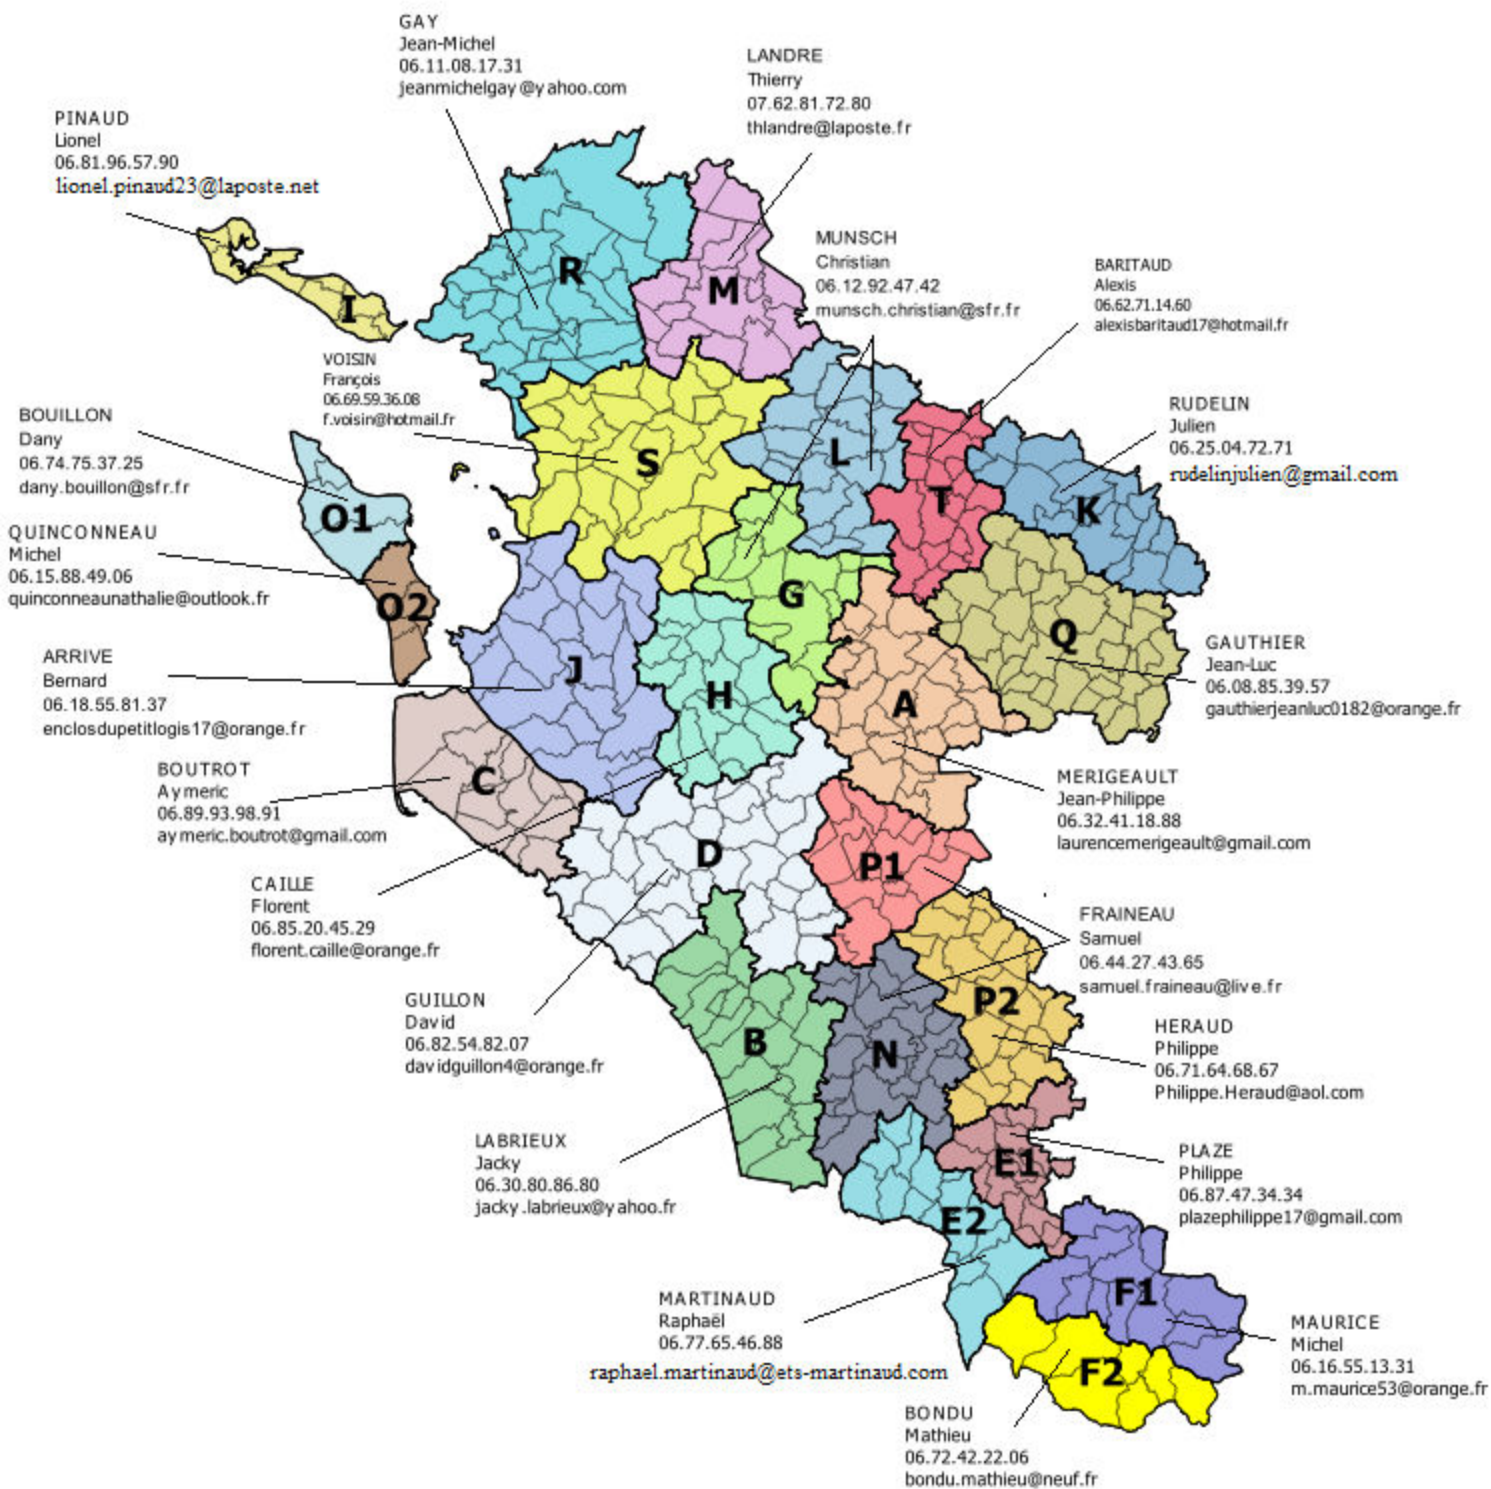 GAY
Jean-Michel
06.11.08.17.31
jeanmichelgay@yahoo.com
LANDRE
Thierry
07.62.81.72.80
thlandre@laposte.fr
PINAUD
Lionel
06.81.96.57.90
lionel.pinaud23@laposte.net
MUNSCH
Christian
06.12.92.47.42
munsch.christian@sfr.fr
BARITAUD
Alexis
06.62.71.14.60
alexisbaritaud17@hotmail.fr
R
M
I
VOISIN
François
06.69.59.36.08
f.voisin@hotmail.fr
RUDELIN
Julien
06.25.04.72.71
rudelinjulien@gmail.com
BOUILLON
Dany
06.74.75.37.25
dany.bouillon@sfr.fr
S
L
T
K
O1
QUINCONNEAU
Michel
06.15.88.49.06
quinconneaunathalie@outlook.fr
O2
G
Q
GAUTHIER
Jean-Luc
06.08.85.39.57
gauthierjeanluc0182@orange.fr
ARRIVE
Bernard
06.18.55.81.37
enclosdupetitlogis17@orange.fr
J
H
A
BOUTROT
Aymeric
06.89.93.98.91
aymeric.boutrot@gmail.com
C
MERIGEAULT
Jean-Philippe
06.32.41.18.88
laurencemerigeault@gmail.com
D
P1
CAILLE
Florent
06.85.20.45.29
florent.caille@orange.fr
FRAINEAU
Samuel
06.44.27.43.65
samuel.fraineau@live.fr
GUILLON
David
06.82.54.82.07
davidguillon4@orange.fr
P2
B
N
HERAUD
Philippe
06.71.64.68.67
Philippe.Heraud@aol.com
LABRIEUX
Jacky
06.30.80.86.80
jacky.labrieux@yahoo.fr
E1
PLAZE
Philippe
06.87.47.34.34
plazephilippe17@gmail.com
E2
MARTINAUD
Raphaël
06.77.65.46.88
raphael.martinaud@ets-martinaud.com
F1
MAURICE
Michel
06.16.55.13.31
m.maurice53@orange.fr
F2
BONDU
Mathieu
06.72.42.22.06
bondu.mathieu@neuf.fr